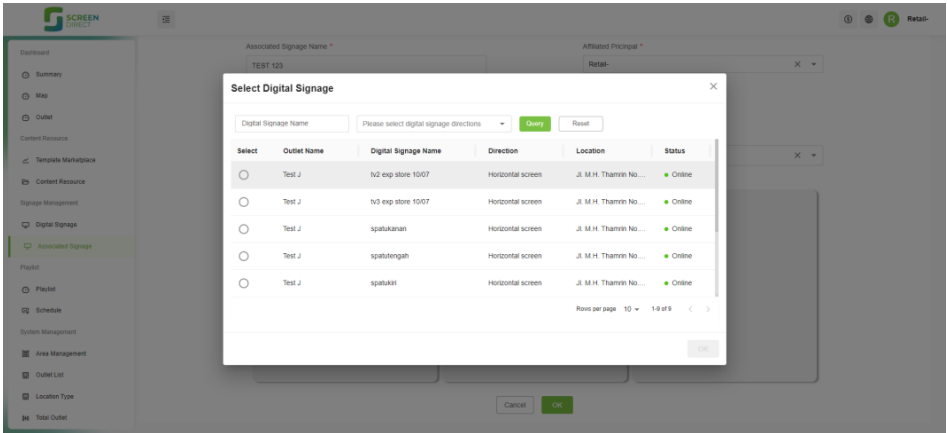 SCREEN
DIRECT
R Retail-
Dashboard
Summary
Map
Outlet
Content Resource
Template Marketplace
Content Resource
Signage Management
Digital Signage
Associated Signage
Playlist
Playlist
Schedule
System Management
Area Management
Outlet List
Location Type
Total Outlet
Associated Signage Name *
Affiliated Pricinpal *
TEST 123
Retail-
Select Digital Signage
Digital Signage Name
Please select digital signage directions
Query
Reset
Select Outlet Name Digital Signage Name Direction Location Status
Test J tv2 exp store 10/07 Horizontal screen Jl. M.H. Thamrin No.... Online
Test J tv3 exp store 10/07 Horizontal screen Jl. M.H. Thamrin No.... Online
Test J spatukanan Horizontal screen Jl. M.H. Thamrin No.... Online
Test J spatutengah Horizontal screen Jl. M.H. Thamrin No.... Online
Test J spatukiri Horizontal screen Jl. M.H. Thamrin No.... Online
Rows per page 10 1-9 of 9
OK
Cancel
OK